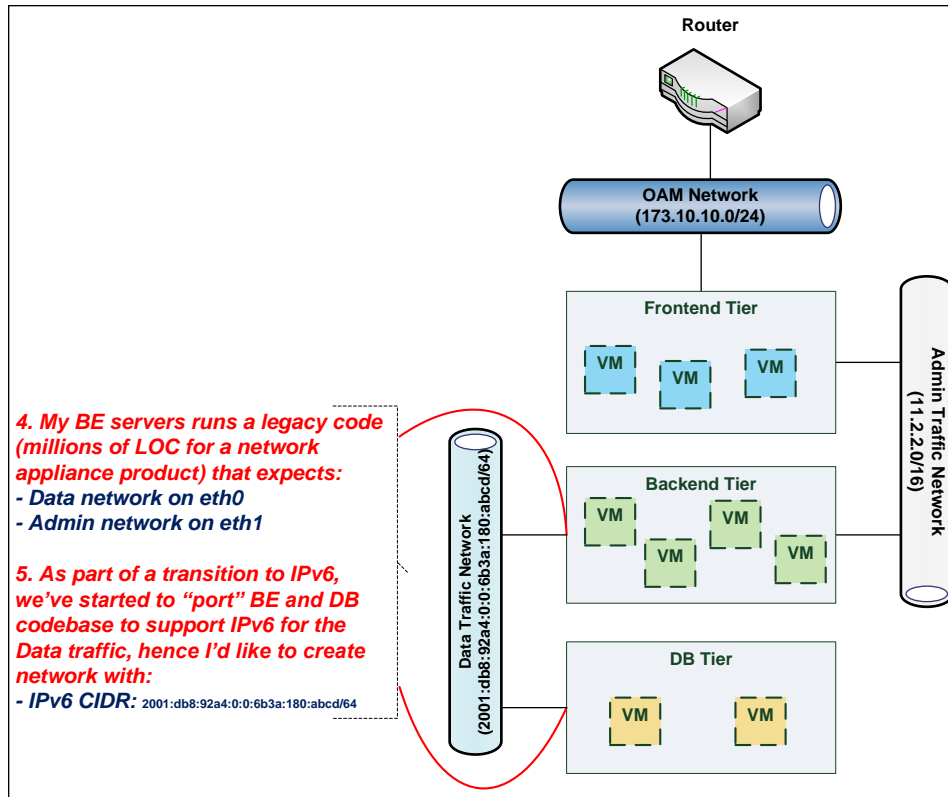 Router
OAM Network
(173.10.10.0/24)
Frontend Tier
VM
VM
VM
Admin Traffic Network
(11.2.2.0/16)
4. My BE servers runs a legacy code
(millions of LOC for a network
appliance product) that expects:
- Data network on eth0
- Admin network on eth1
5. As part of a transition to IPv6,
we’ve started to “port” BE and DB
codebase to support IPv6 for the
Data traffic, hence I’d like to create
network with:
- IPv6 CIDR: 2001:db8:92a4:0:0:6b3a:180:abcd/64
Data Traffic Network
(2001:db8:92a4:0:0:6b3a:180:abcd/64)
Backend Tier
VM
VM
VM
VM
DB Tier
VM
VM